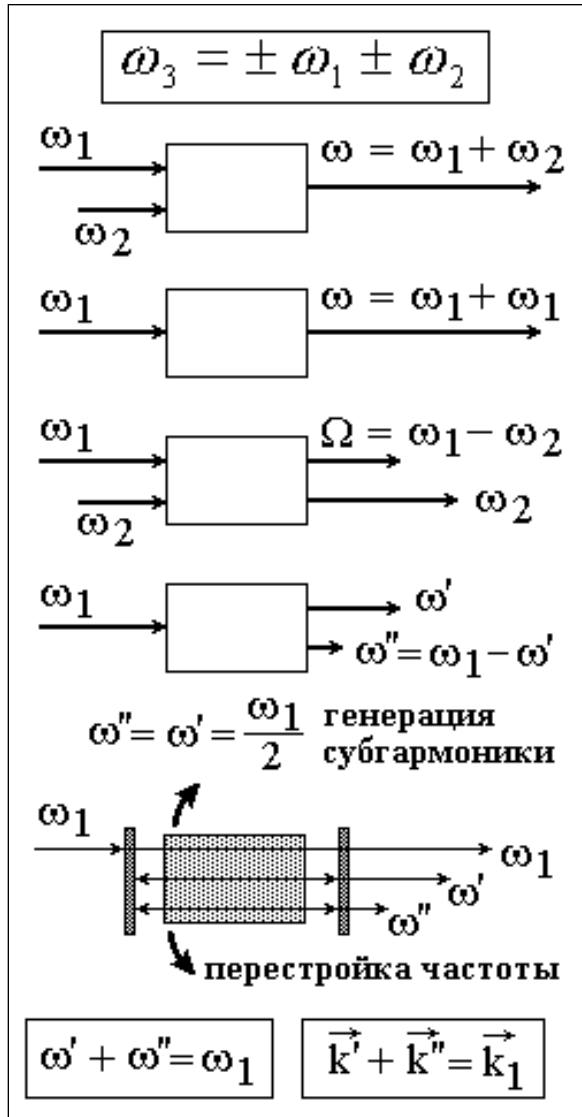 ω₃ = ± ω₁ ± ω₂
ω₁
ω = ω₁ + ω₂
ω₂
ω₁
ω = ω₁ + ω₁
ω₁
Ω = ω₁ − ω₂
ω₂
ω₂
ω₁
ω'
ω" = ω₁ − ω'
ω" = ω' = ω₁/2 генерация
субгармоники
ω₁
ω₁
ω'
ω"
перестройка частоты
ω' + ω" = ω₁
k⃗' + k⃗" = k⃗₁